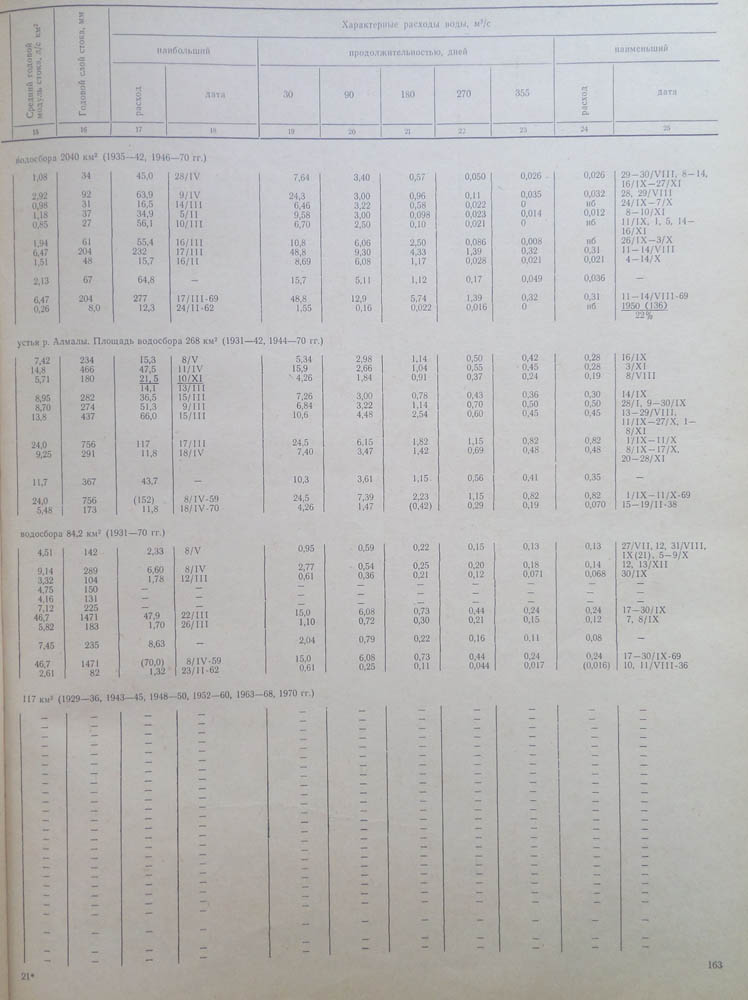 Средний годовой модуль стока, л/с км²
Годовой слой стока, мм
Характерные расходы воды, м³/с
наибольший
продолжительностью, дней
наименьший
расход
дата
30
90
180
270
355
расход
дата
15 16 17 18 19 20 21 22 23 24 25
водосбора 2040 км² (1935—42, 1946—70 гг.)
1,08 34 45,0 28/IV 7,64 3,40 0,57 0,050 0,026 0,026 29—30/VIII, 8—14,
16/IX—27/XI
2,92 92 63,9 9/IV 24,3 3,00 0,96 0,11 0,035 0,032 28, 29/VIII
0,98 31 16,5 14/III 6,46 3,22 0,58 0,022 0 нб 24/IX—7/X
1,18 37 34,9 5/II 9,58 3,00 0,098 0,023 0,014 0,012 8—10/XI
0,85 27 56,1 10/III 6,70 2,50 0,10 0,021 0 нб 11/IX, 1, 5, 14—
16/XI
1,94 61 55,4 16/III 10,8 6,06 2,50 0,086 0,008 нб 26/IX—3/X
6,47 204 232 17/III 48,8 9,30 4,33 1,39 0,32 0,31 11—14/VIII
1,51 48 15,7 16/II 8,69 6,08 1,17 0,028 0,021 0,021 4—14/X
2,13 67 64,8 — 15,7 5,11 1,12 0,17 0,049 0,036 —
6,47 204 277 17/III-69 48,8 12,9 5,74 1,39 0,32 0,31 11—14/VIII-69
0,26 8,0 12,3 24/II-62 1,55 0,16 0,022 0,016 0 нб 1950 (136)
22%
устья р. Алмалы. Площадь водосбора 268 км² (1931—42, 1944—70 гг.)
7,42 234 15,3 8/V 5,34 2,98 1,14 0,50 0,42 0,28 16/IX
14,8 466 47,5 11/IV 15,9 2,66 1,04 0,55 0,45 0,28 3/XI
5,71 180 21,5 10/XI 4,26 1,84 0,91 0,37 0,24 0,19 8/VIII
14,1 13/III
8,95 282 36,5 15/III 7,26 3,00 0,78 0,43 0,36 0,30 14/IX
8,70 274 51,3 9/III 6,84 3,22 1,14 0,70 0,50 0,50 28/I, 9—30/IX
13,8 437 66,0 15/III 10,6 4,48 2,54 0,60 0,45 0,45 13—29/VIII,
11/IX—27/X, 1—
8/XI
24,0 756 117 17/III 24,5 6,15 1,82 1,15 0,82 0,82 1/IX—11/X
9,25 291 11,8 18/IV 7,40 3,47 1,42 0,69 0,48 0,48 8/IX—17/X,
20—28/XI
11,7 367 43,7 — 10,3 3,61 1,15 0,56 0,41 0,35 —
24,0 756 (152) 8/IV-59 24,5 7,39 2,23 1,15 0,82 0,82 1/IX—11/X-69
5,48 173 11,8 18/IV-70 4,26 1,47 (0,42) 0,29 0,19 0,070 15—19/II-38
водосбора 84,2 км² (1931—70 гг.)
4,51 142 2,33 8/V 0,95 0,59 0,22 0,15 0,13 0,13 27/VII, 12, 31/VIII,
IX(21), 5—9/X
9,14 289 6,60 8/IV 2,77 0,54 0,25 0,20 0,18 0,14 12, 13/XII
3,32 104 1,78 12/III 0,61 0,36 0,21 0,12 0,071 0,068 30/IX
4,75 150 — — — — — — — — —
4,16 131 — — — — — — — — —
7,12 225 — — — — — — — — —
46,7 1471 47,9 22/III 15,0 6,08 0,73 0,44 0,24 0,24 17—30/IX
5,82 183 1,70 26/III 1,10 0,72 0,30 0,21 0,15 0,12 7, 8/IX
7,45 235 8,63 — 2,04 0,79 0,22 0,16 0,11 0,08 —
46,7 1471 (70,0) 8/IV-59 15,0 6,08 0,73 0,44 0,24 0,24 17—30/IX-69
2,61 82 1,32 23/II-62 0,61 0,25 0,11 0,044 0,017 (0,016) 10, 11/VIII-36
117 км² (1929—36, 1943—45, 1948—50, 1952—60, 1963—68, 1970 гг.)
21*
163